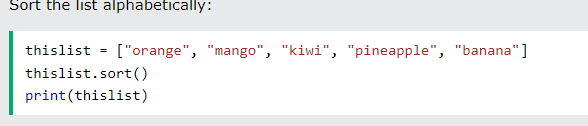 Sort the list alphabetically:
thislist = ["orange", "mango", "kiwi", "pineapple", "banana"]
thislist.sort()
print(thislist)